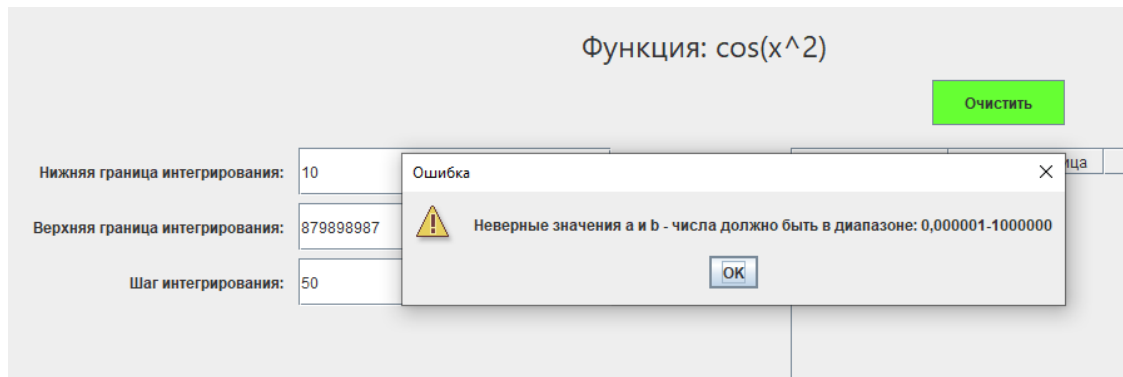 Функция: cos(x^2)
Очистить
Нижняя граница интегрирования: 10
Ошибка
Верхняя граница интегрирования: 879898987
Неверные значения a и b - числа должно быть в диапазоне: 0,000001-1000000
OK
Шаг интегрирования: 50